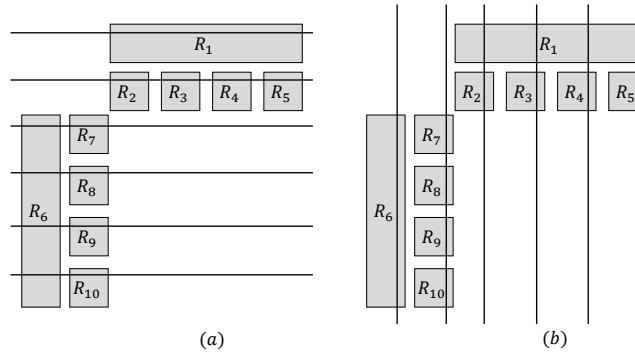 R₁ R₁
R₂ R₃ R₄ R₅ R₂ R₃ R₄ R₅
R₇ R₇
R₈ R₈
R₆ R₆
R₉ R₉
R₁₀ R₁₀
(a) (b)